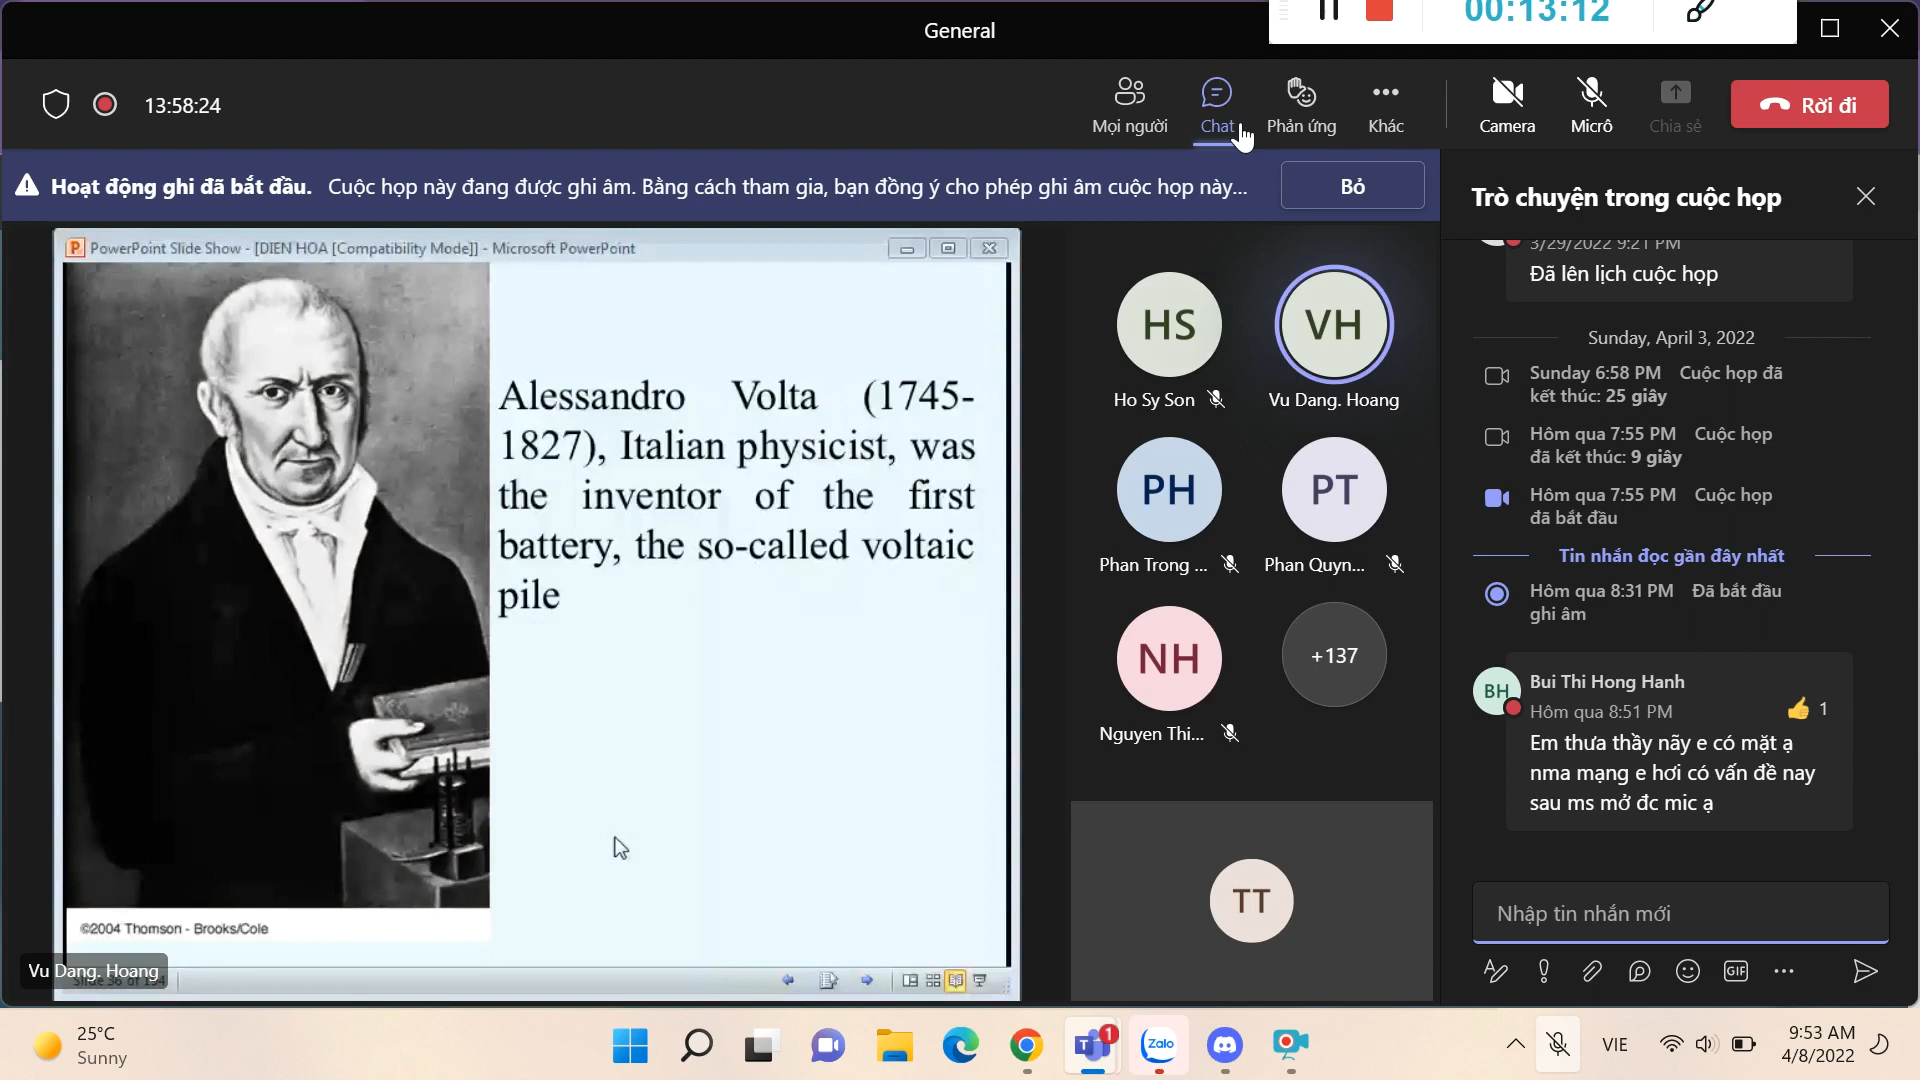 General
00:13:12
13:58:24
Mọi người
Chat
Phản ứng
Khác
Camera
Micrô
Chia sẻ
Rời đi
Hoạt động ghi đã bắt đầu. Cuộc họp này đang được ghi âm. Bằng cách tham gia, bạn đồng ý cho phép ghi âm cuộc họp này...
Bỏ
PowerPoint Slide Show - [DIEN HOA [Compatibility Mode]] - Microsoft PowerPoint
Alessandro Volta (1745-
1827), Italian physicist, was
the inventor of the first
battery, the so-called voltaic
pile
©2004 Thomson - Brooks/Cole
Vu Dang. Hoang
HS
Ho Sy Son
VH
Vu Dang. Hoang
PH
Phan Trong ...
PT
Phan Quyn...
NH
Nguyen Thi...
+137
TT
Trò chuyện trong cuộc họp
3/29/2022 9:21 PM
Đã lên lịch cuộc họp
Sunday, April 3, 2022
Sunday 6:58 PM Cuộc họp đã
kết thúc: 25 giây
Hôm qua 7:55 PM Cuộc họp
đã kết thúc: 9 giây
Hôm qua 7:55 PM Cuộc họp
đã bắt đầu
Tin nhắn đọc gần đây nhất
Hôm qua 8:31 PM Đã bắt đầu
ghi âm
BH
Bui Thi Hong Hanh
Hôm qua 8:51 PM
1
Em thưa thầy nãy e có mặt ạ
nma mạng e hơi có vấn đề nay
sau ms mở đc mic ạ
Nhập tin nhắn mới
GIF
25°C
Sunny
1
Zalo
VIE
9:53 AM
4/8/2022